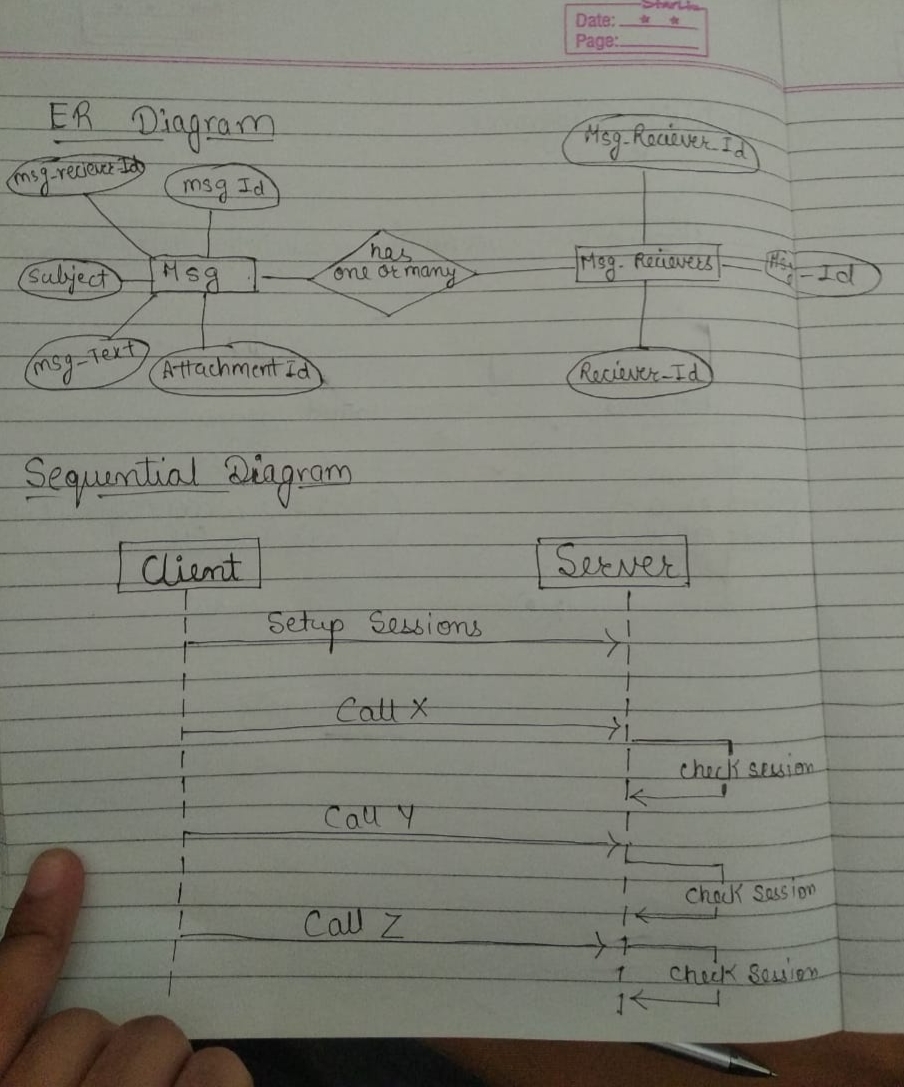 Date:
Page:
ER Diagram
Msg-Reciever Id
msg-reciever-Id
msg Id
has
one or many
Subject
Msg
Msg. Recievers
Msg-Id
msg-Text
Attachment Id
Reciever-Id
Sequential Diagram
Client
Server
Setup Sessions
Call X
check session
Call Y
check session
Call Z
check session